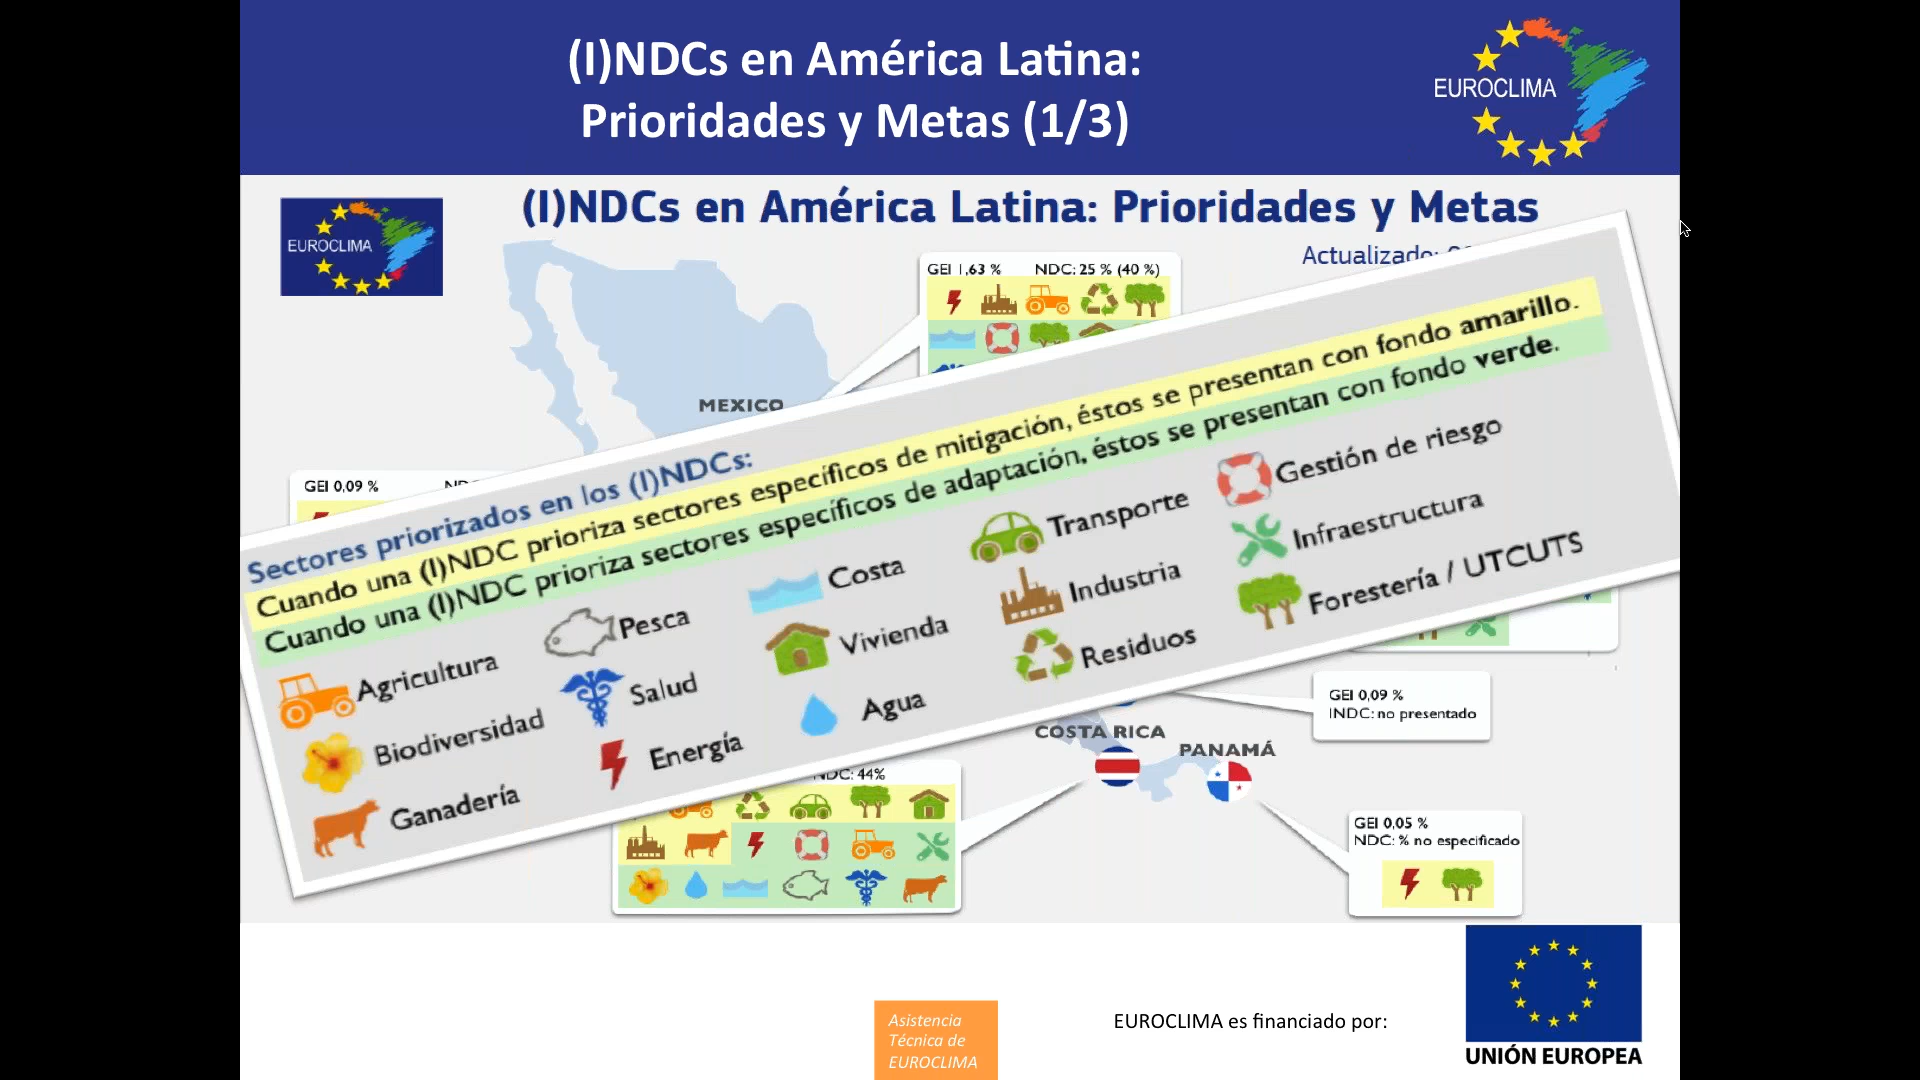 (I)NDCs en América Latina:
Prioridades y Metas (1/3)
EUROCLIMA
EUROCLIMA
(I)NDCs en América Latina: Prioridades y Metas
Actualizado:
GEI 1,63 % NDC: 25 % (40 %)
MEXICO
GEI 0,09 %
Sectores priorizados en los (I)NDCs:
Cuando una (I)NDC prioriza sectores específicos de mitigación, éstos se presentan con fondo amarillo.
Cuando una (I)NDC prioriza sectores específicos de adaptación, éstos se presentan con fondo verde.
Agricultura
Biodiversidad
Ganadería
Pesca
Salud
Energía
Costa
Vivienda
Agua
Transporte
Industria
Residuos
Gestión de riesgo
Infraestructura
Forestería / UTCUTS
GEI 0,09 %
INDC: no presentado
COSTA RICA
PANAMÁ
NDC: 44%
GEI 0,05 %
NDC: % no especificado
Asistencia
Técnica de
EUROCLIMA
EUROCLIMA es financiado por:
UNIÓN EUROPEA